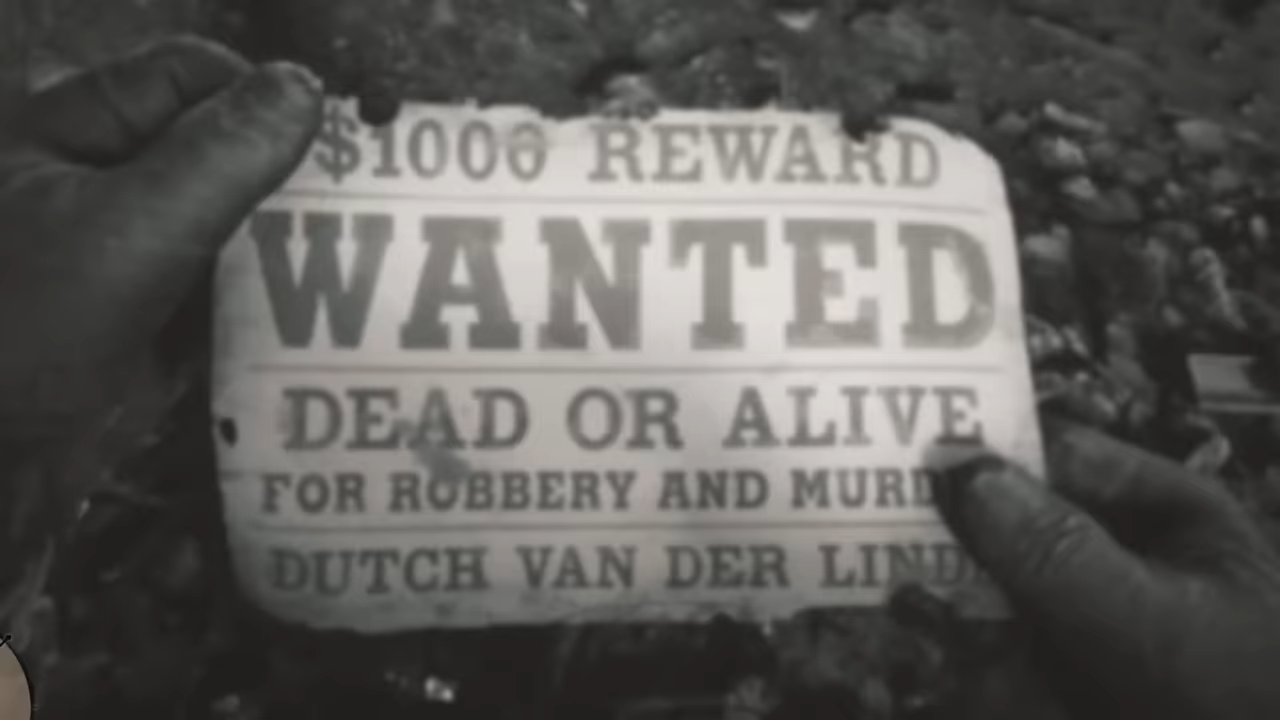 $1000 REWARD
WANTED
DEAD OR ALIVE
FOR ROBBERY AND MURD
DUTCH VAN DER LIND